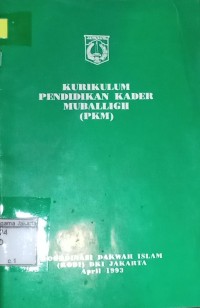 KURIKULUM
PENDIDIKAN KADER
MUBALLIGH
(PKM)
KOORDINASI DAKWAH ISLAM
(KODI) DKI JAKARTA
April 1993